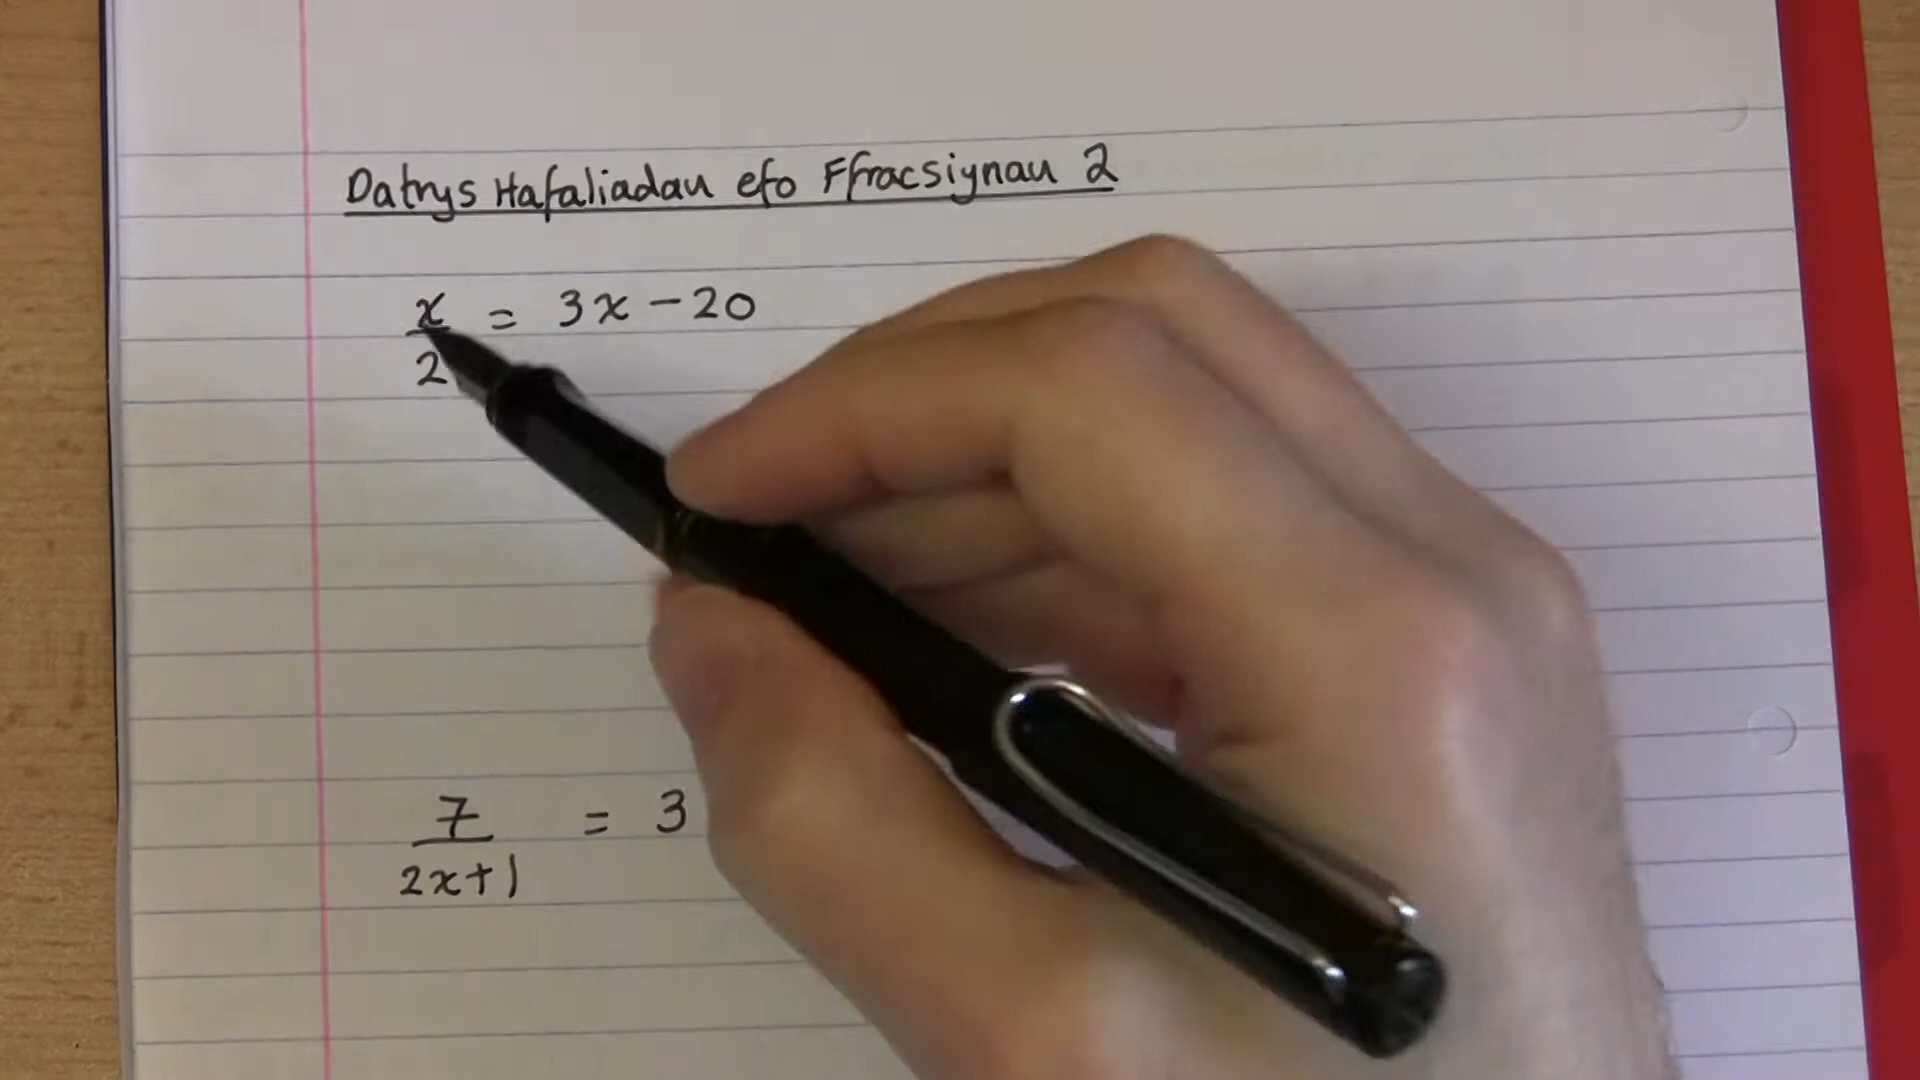 Datrys Hafaliadau efo Ffracsiynau 2
x/2 = 3x - 20
7/(2x+1) = 3